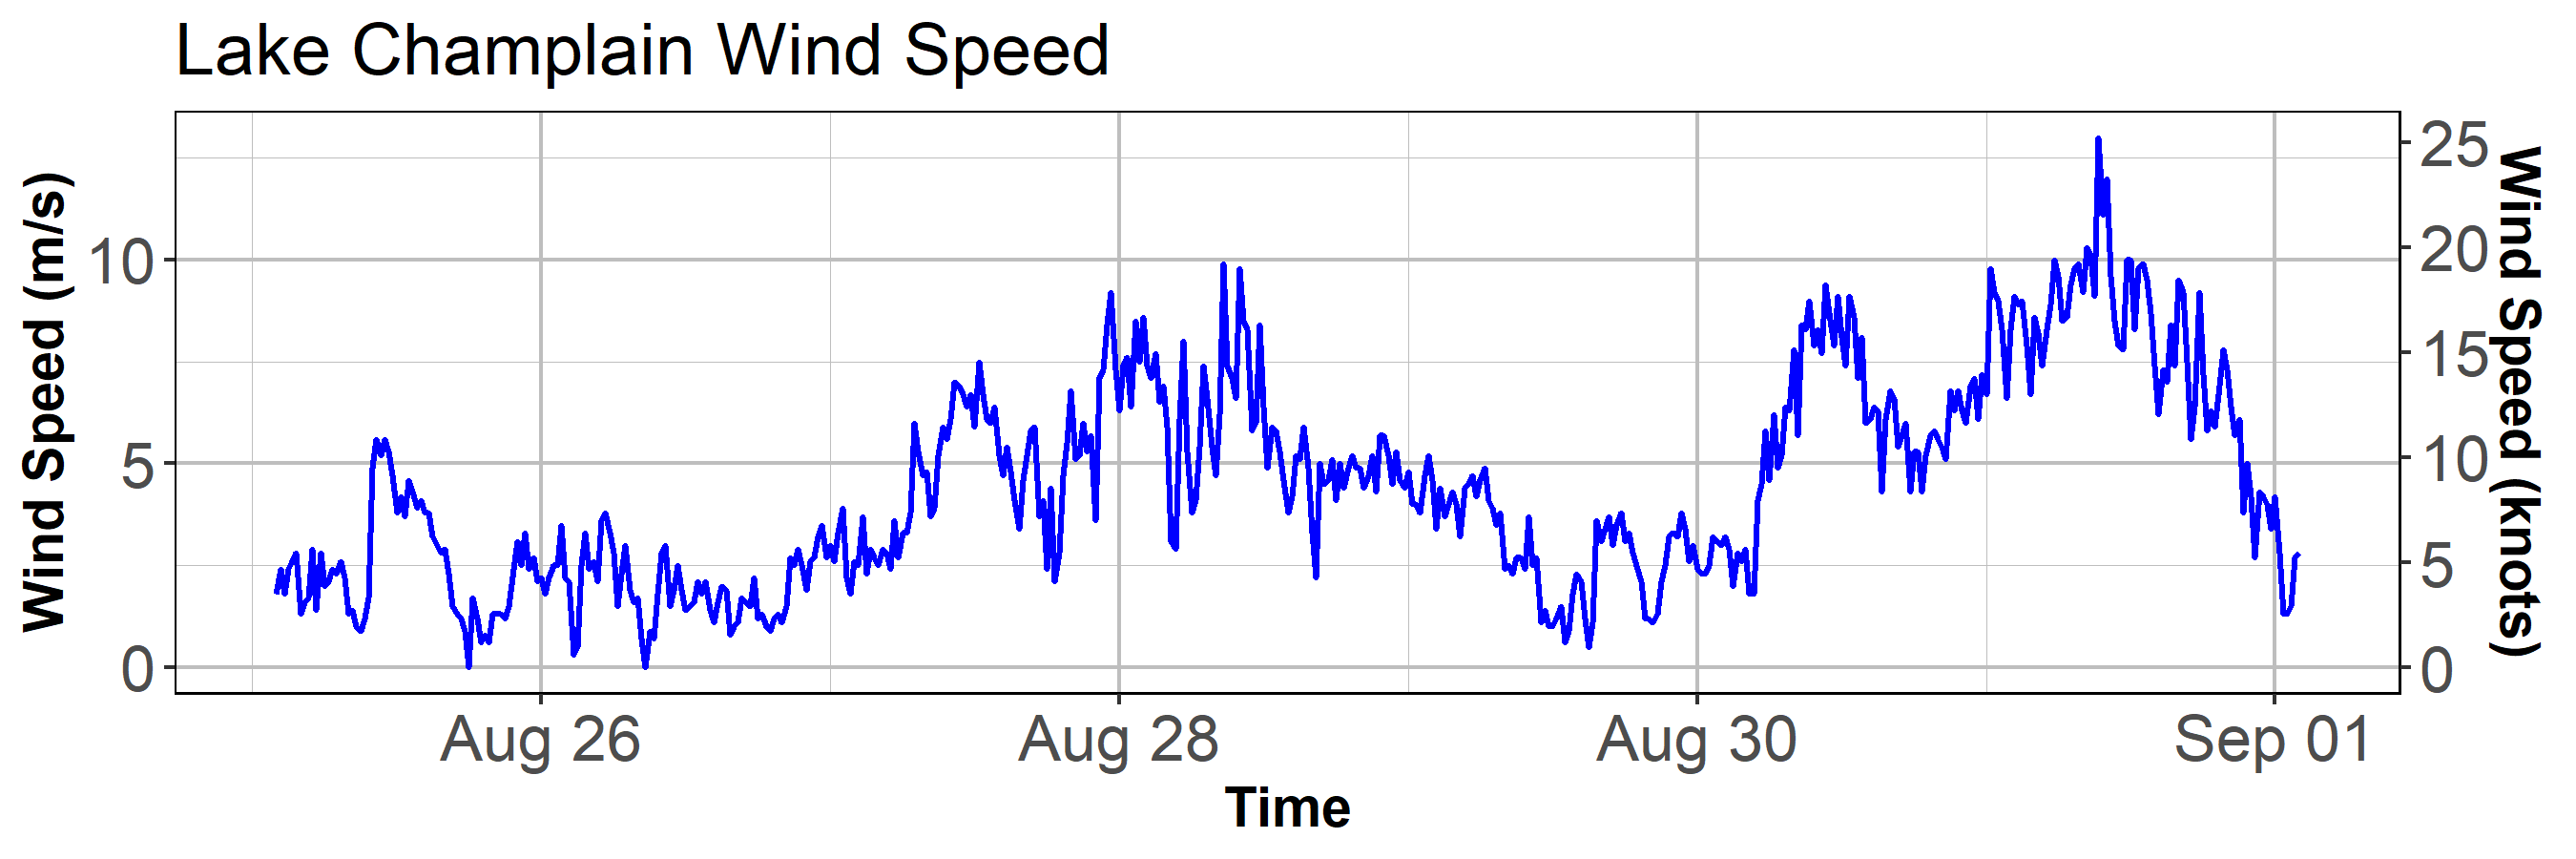 Lake Champlain Wind Speed
Wind Speed (m/s)
10
5
0
25
20
15
10
5
0
Wind Speed (knots)
Aug 26
Aug 28
Aug 30
Sep 01
Time